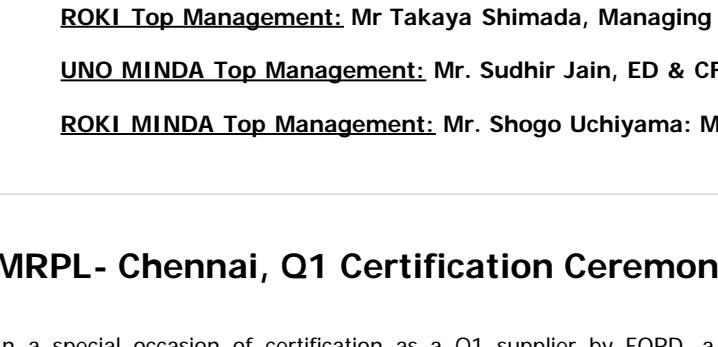 ROKI Top Management: Mr Takaya Shimada, Managing
UNO MINDA Top Management: Mr. Sudhir Jain, ED & CF
ROKI MINDA Top Management: Mr. Shogo Uchiyama: M
MRPL- Chennai, Q1 Certification Ceremon
n a special occasion of certification as a Q1 supplier by FORD, a